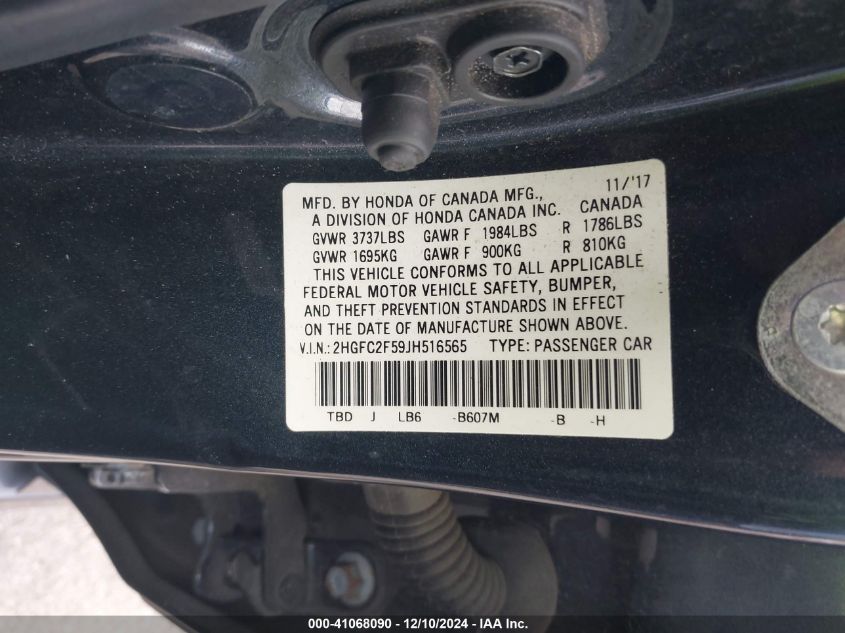 11/'17
MFD. BY HONDA OF CANADA MFG.,
A DIVISION OF HONDA CANADA INC. CANADA
GVWR 3737LBS GAWR F 1984LBS R 1786LBS
GVWR 1695KG GAWR F 900KG R 810KG
THIS VEHICLE CONFORMS TO ALL APPLICABLE
FEDERAL MOTOR VEHICLE SAFETY, BUMPER,
AND THEFT PREVENTION STANDARDS IN EFFECT
ON THE DATE OF MANUFACTURE SHOWN ABOVE.
V.I.N.: 2HGFC2F59JH516565 TYPE: PASSENGER CAR
TBD J LB6 -B607M -B -H
000-41068090 - 12/10/2024 - IAA Inc.